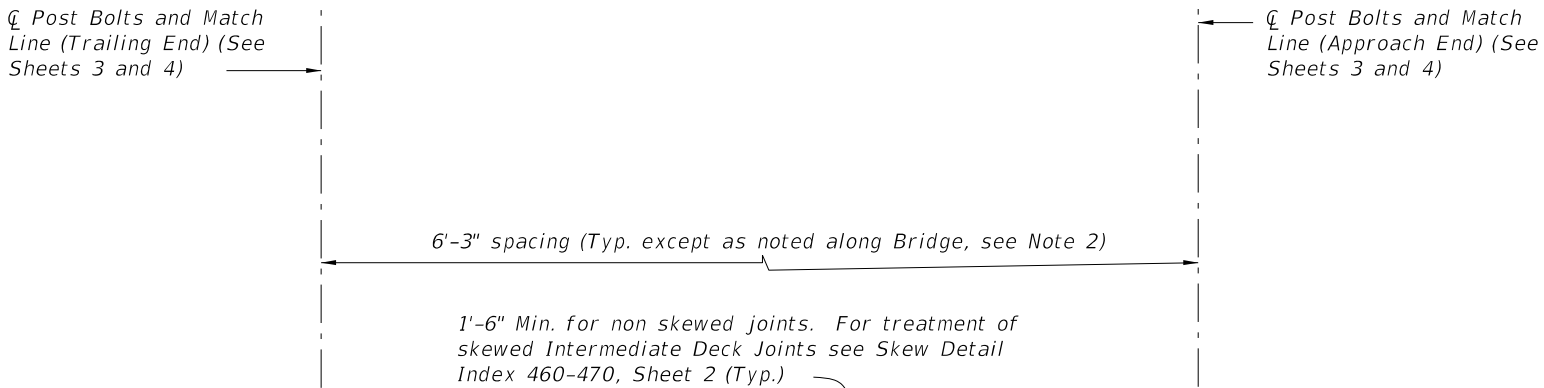 ℄ Post Bolts and Match
Line (Trailing End) (See
Sheets 3 and 4)
℄ Post Bolts and Match
Line (Approach End) (See
Sheets 3 and 4)
6'-3" spacing (Typ. except as noted along Bridge, see Note 2)
1'-6" Min. for non skewed joints. For treatment of
skewed Intermediate Deck Joints see Skew Detail
Index 460-470, Sheet 2 (Typ.)